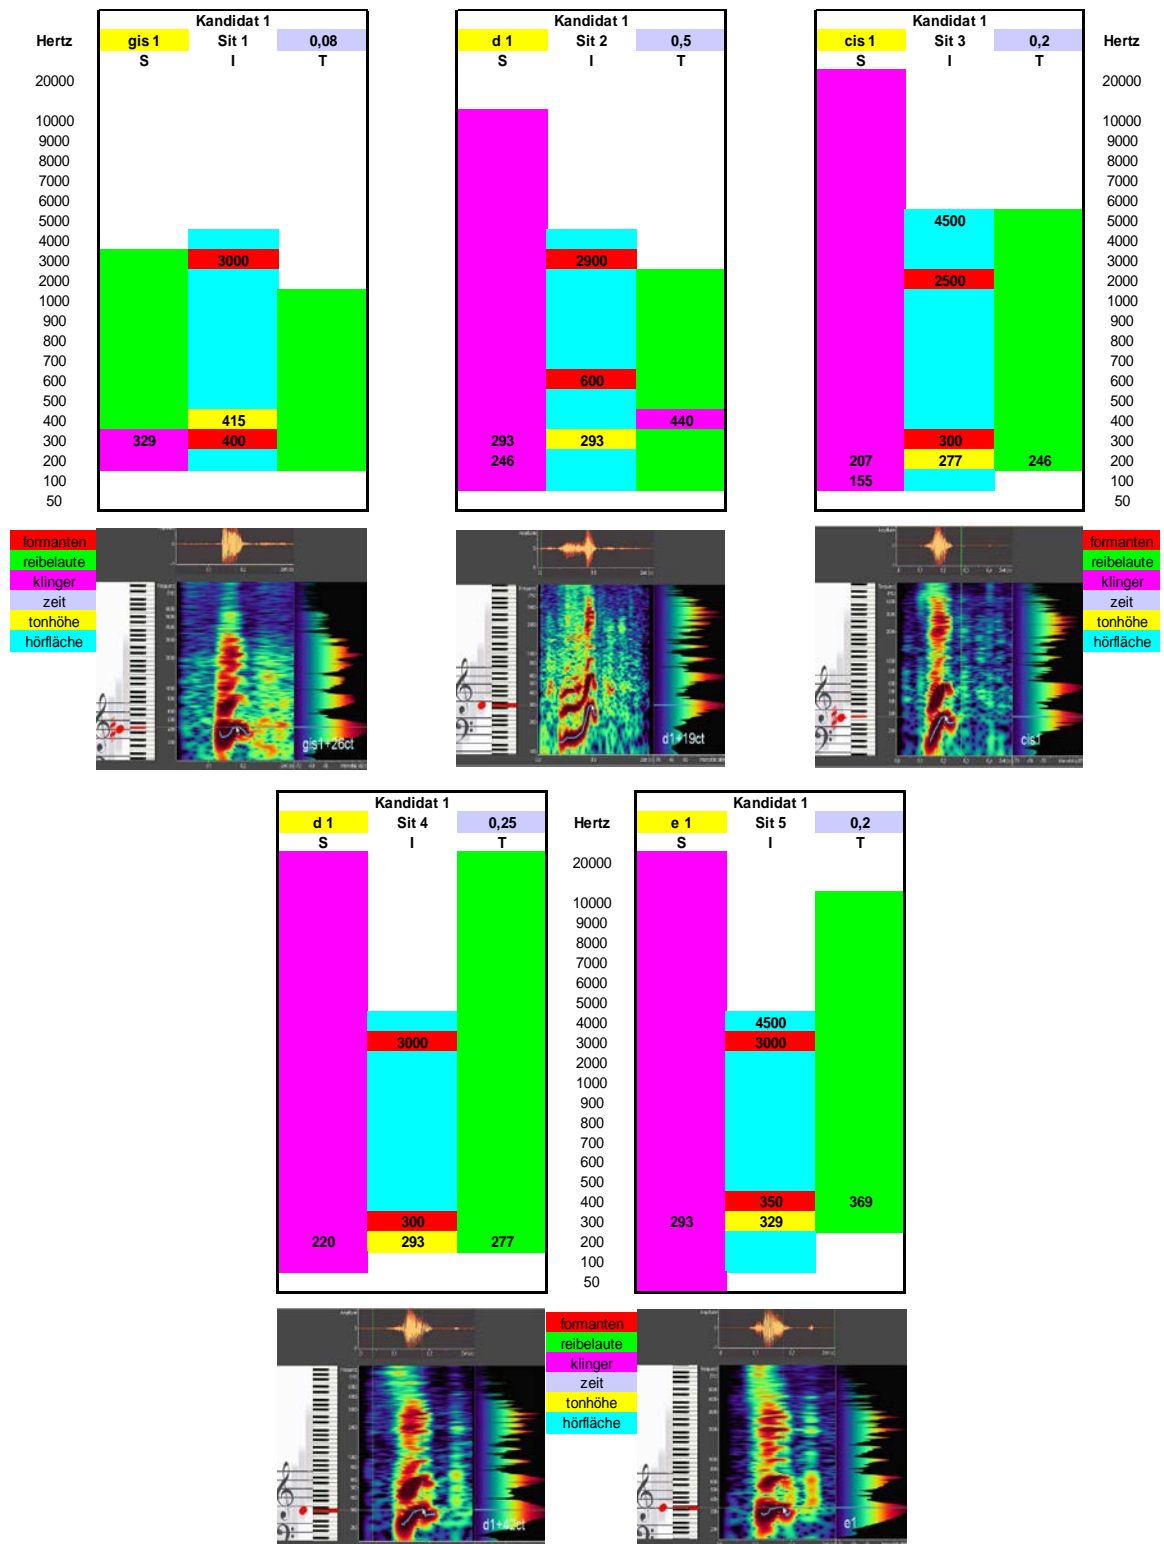 Kandidat 1 Kandidat 1 Kandidat 1
Hertz gis 1 Sit 1 0,08 d 1 Sit 2 0,5 cis 1 Sit 3 0,2 Hertz
S I T S I T S I T
20000 20000
10000 10000
9000 9000
8000 8000
7000 7000
6000 6000
5000 4500 5000
4000 4000
3000 3000 2900 3000
2000 2500 2000
1000 1000
900 900
800 800
700 700
600 600 600
500 500
400 415 440 400
300 329 400 293 293 300 300
200 246 207 277 246 200
100 155 100
50 50
formanten formanten
reibelaute reibelaute
klinger klinger
zeit zeit
tonhöhe tonhöhe
hörfläche hörfläche
gis1+26ct d1+19ct cis1
Kandidat 1 Kandidat 1
d 1 Sit 4 0,25 Hertz e 1 Sit 5 0,2
S I T S I T
20000
10000
9000
8000
7000
6000
5000
4000 4500
3000 3000 3000
2000
1000
900
800
700
600
500
400 350 369
300 300 293 329
220 293 277 200
100
50
formanten
reibelaute
klinger
zeit
tonhöhe
hörfläche
d1+42ct e1